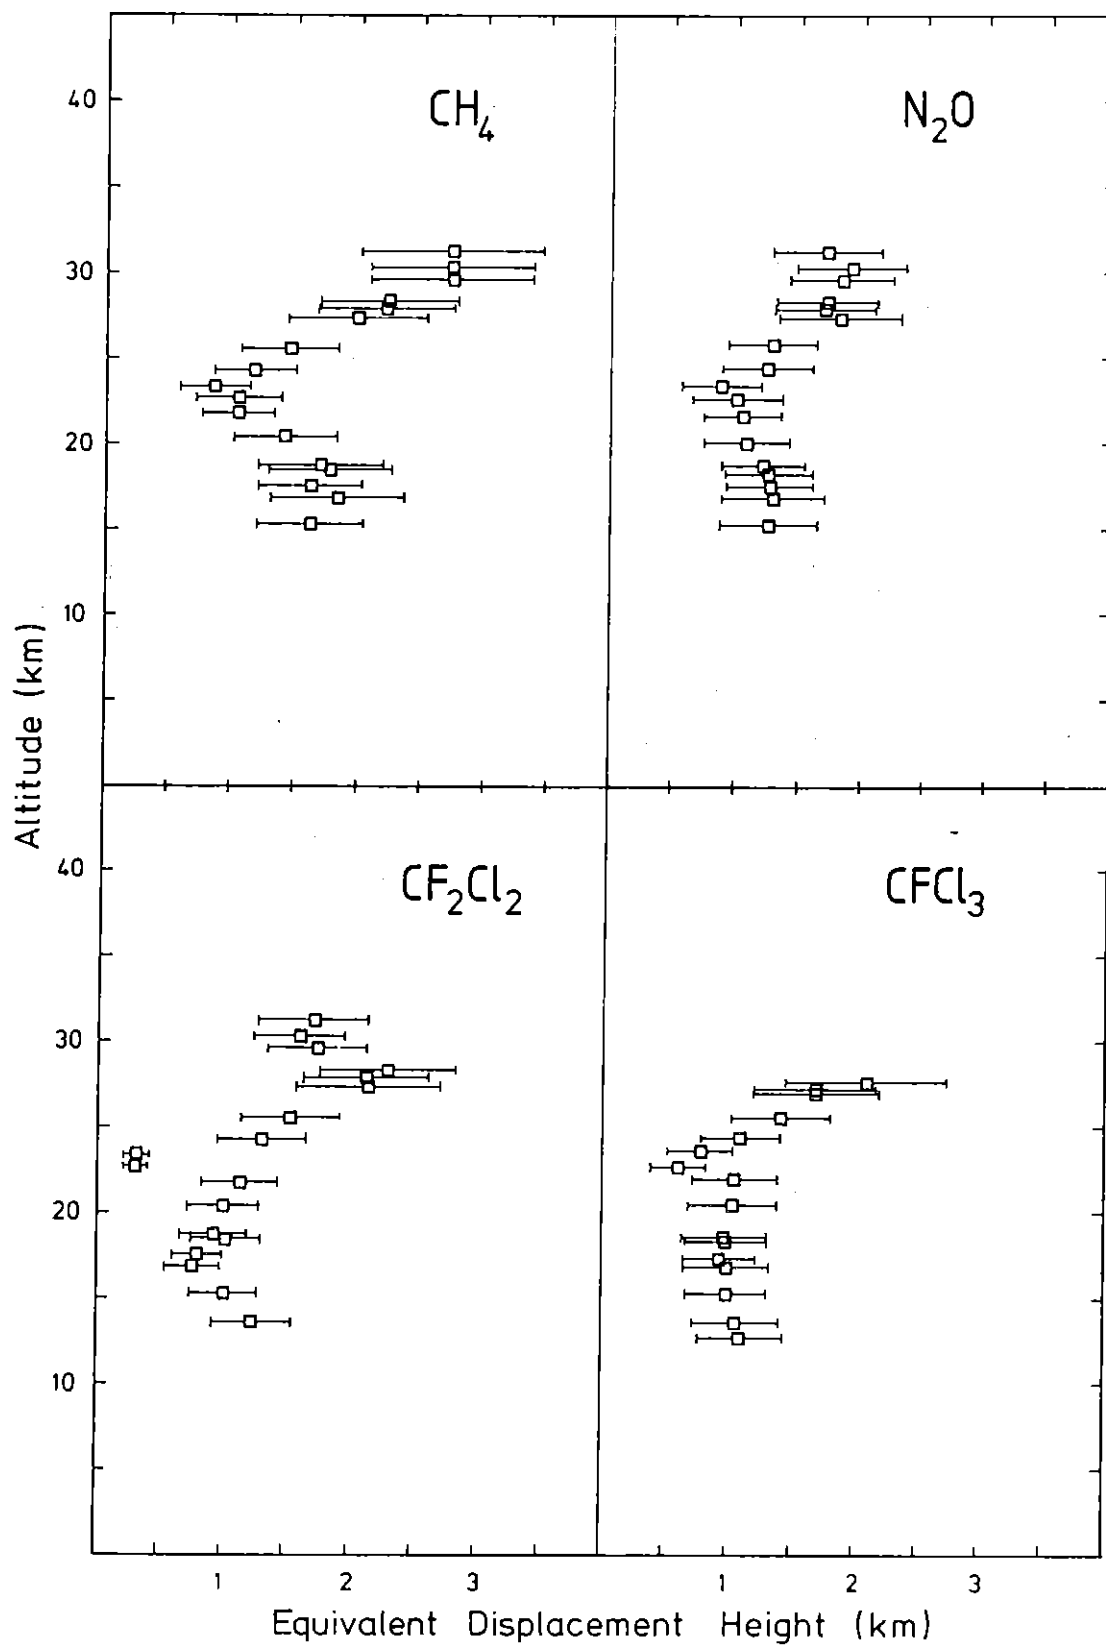 CH₄
N₂O
40
30
20
10
Altitude (km)
CF₂Cl₂
CFCl₃
40
30
20
10
1 2 3 1 2 3
Equivalent Displacement Height (km)